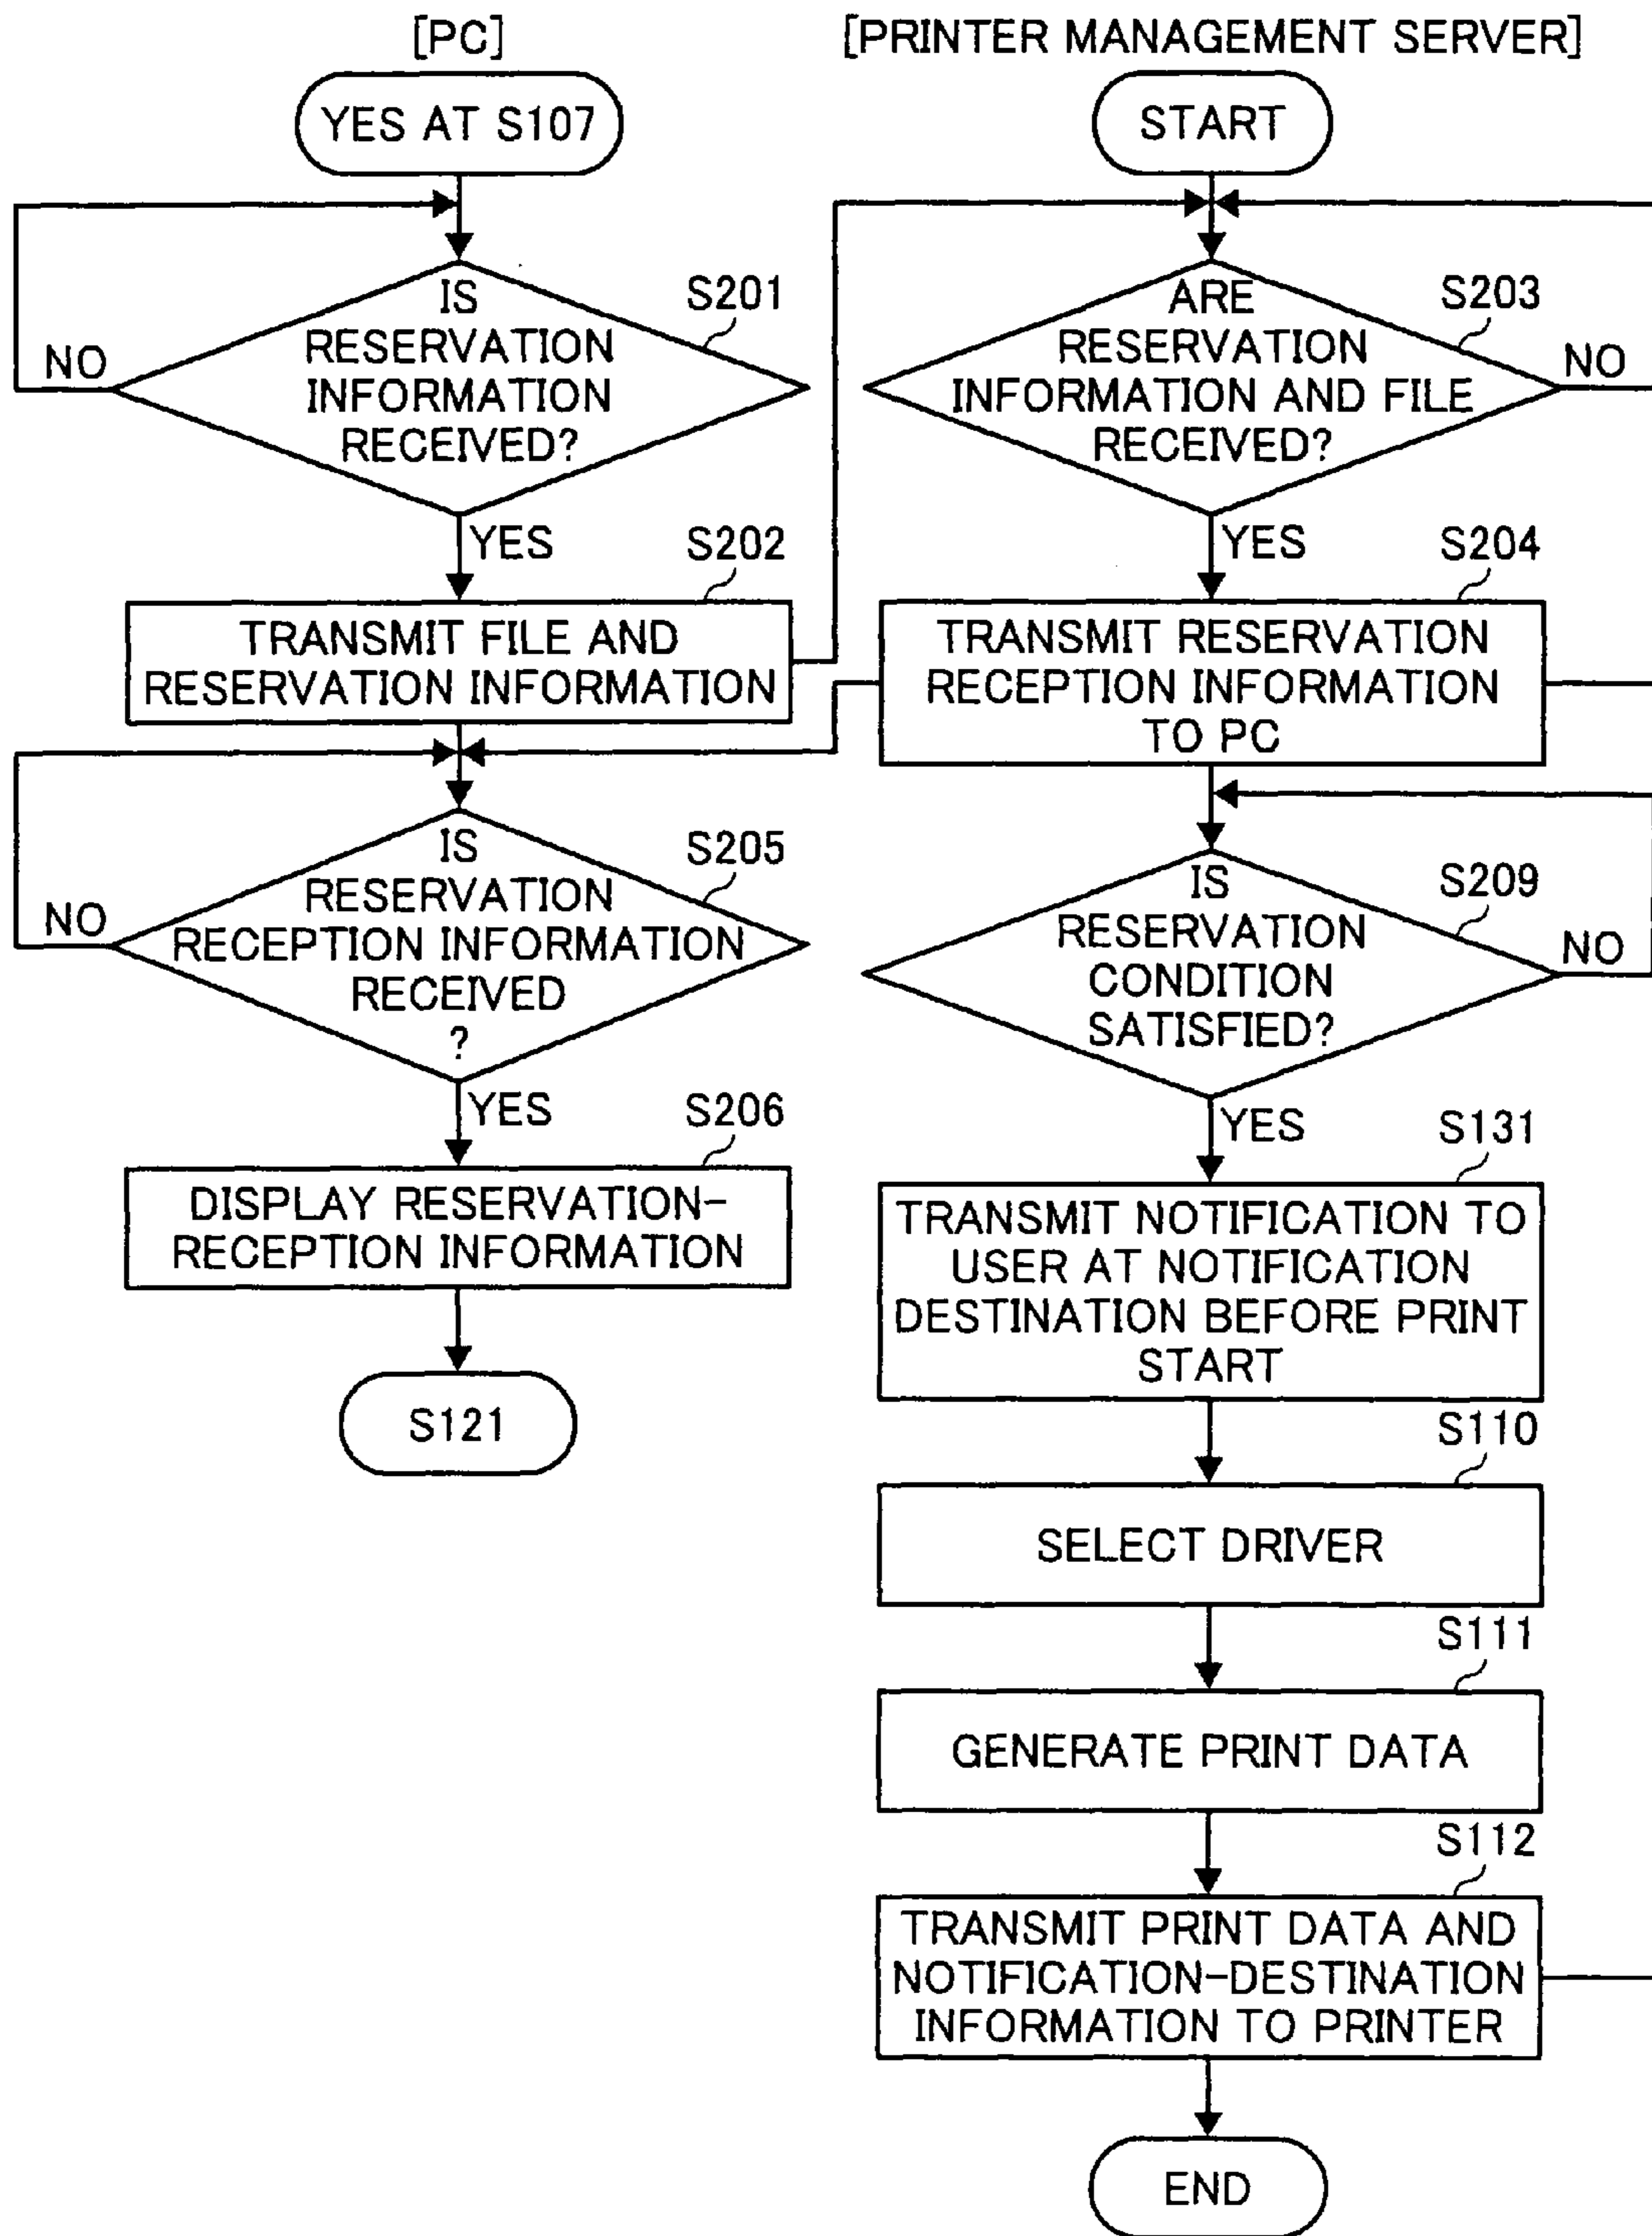 [PC]
YES AT S107
S201
IS
RESERVATION
INFORMATION
RECEIVED?
NO
YES
S202
TRANSMIT FILE AND
RESERVATION INFORMATION
S205
IS
RESERVATION
RECEPTION INFORMATION
RECEIVED
?
NO
YES
S206
DISPLAY RESERVATION-
RECEPTION INFORMATION
S121
[PRINTER MANAGEMENT SERVER]
START
S203
ARE
RESERVATION
INFORMATION AND FILE
RECEIVED?
NO
YES
S204
TRANSMIT RESERVATION
RECEPTION INFORMATION
TO PC
S209
IS
RESERVATION
CONDITION
SATISFIED?
NO
YES
S131
TRANSMIT NOTIFICATION TO
USER AT NOTIFICATION
DESTINATION BEFORE PRINT
START
S110
SELECT DRIVER
S111
GENERATE PRINT DATA
S112
TRANSMIT PRINT DATA AND
NOTIFICATION-DESTINATION
INFORMATION TO PRINTER
END